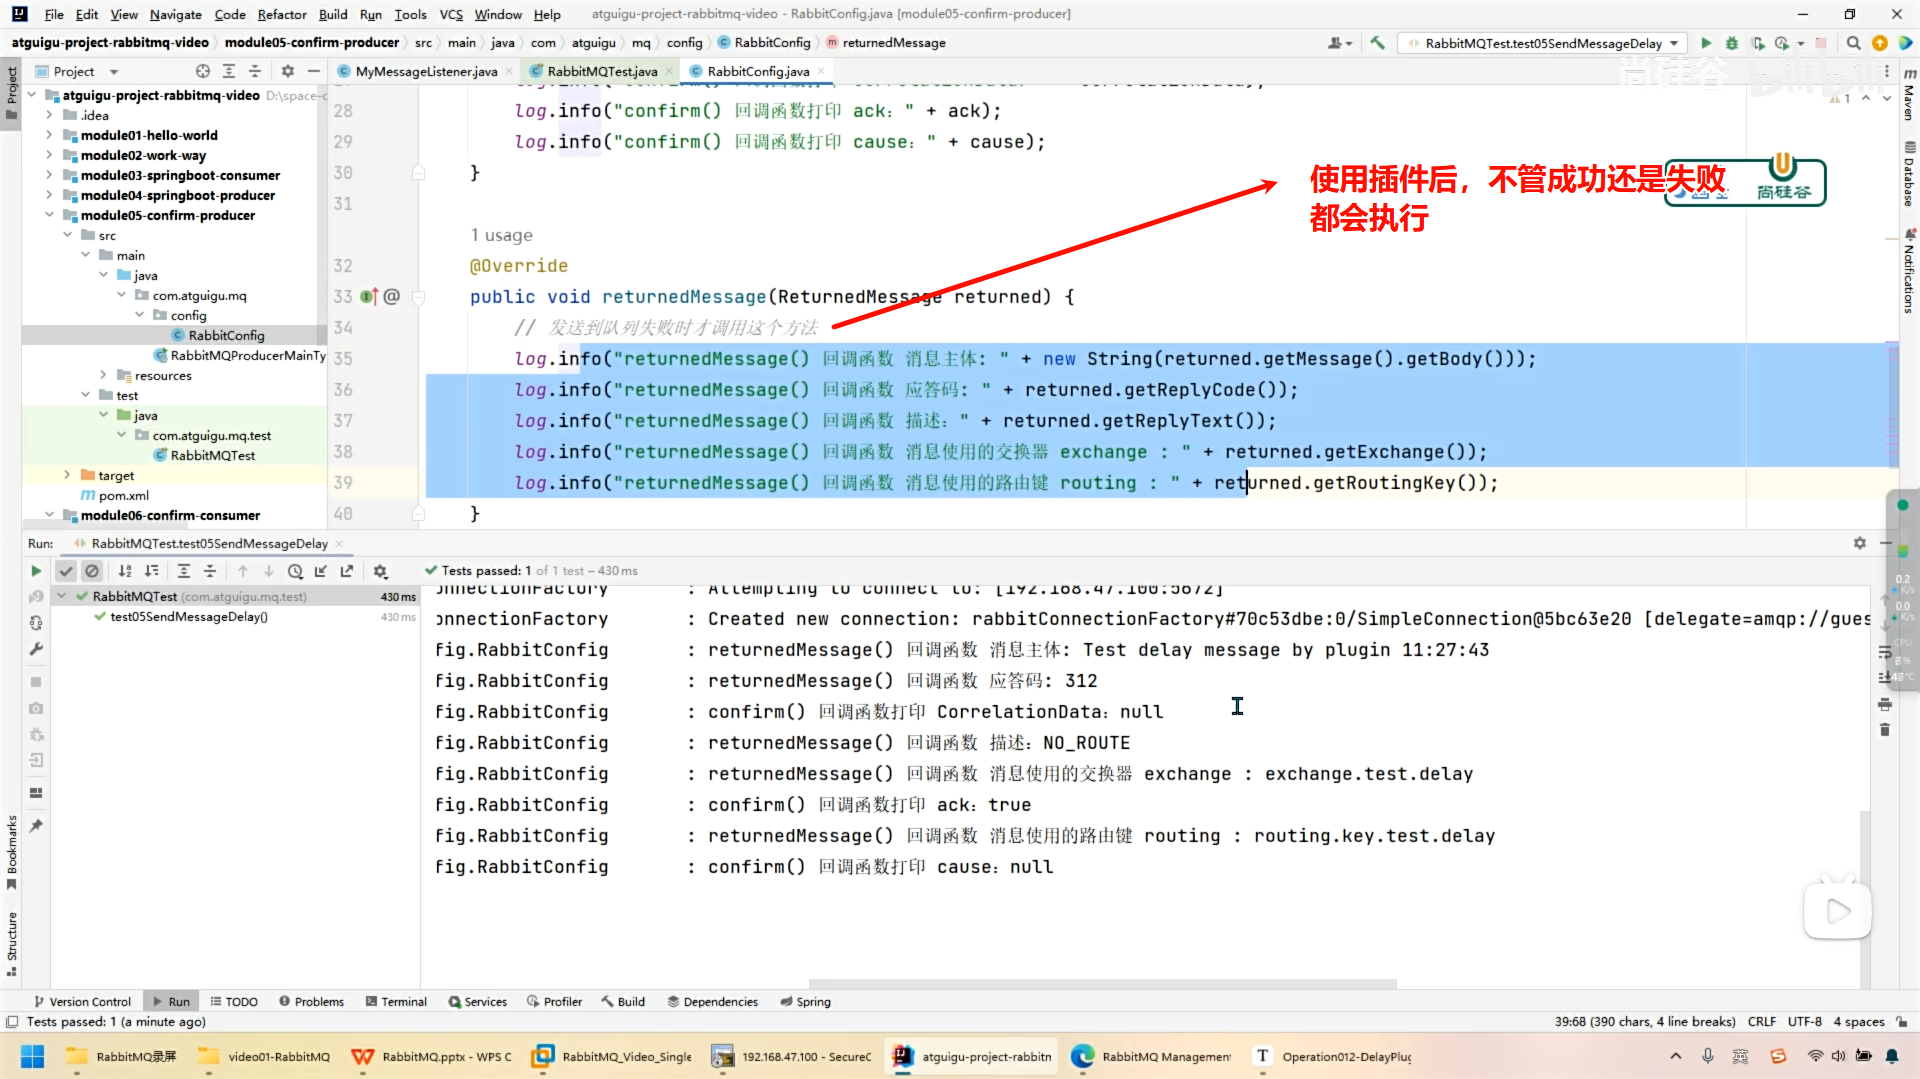 File Edit View Navigate Code Refactor Build Run Tools VCS Window Help atguigu-project-rabbitmq-video - RabbitConfig.java [module05-confirm-producer]
atguigu-project-rabbitmq-video module05-confirm-producer src main java com atguigu mq config RabbitConfig returnedMessage RabbitMQTest.test05SendMessageDelay
Project MyMessageListener.java RabbitMQTest.java RabbitConfig.java
尚硅谷 bilibili
atguigu-project-rabbitmq-video D:\space-c
.idea
module01-hello-world
module02-work-way
module03-springboot-consumer
module04-springboot-producer
module05-confirm-producer
src
main
java
com.atguigu.mq
config
RabbitConfig
RabbitMQProducerMainTy
resources
test
java
com.atguigu.mq.test
RabbitMQTest
target
pom.xml
module06-confirm-consumer
28 log.info("confirm() 回调函数打印 ack：" + ack);
29 log.info("confirm() 回调函数打印 cause：" + cause);
30 }
31
1 usage
32 @Override
33 public void returnedMessage(ReturnedMessage returned) {
34 // 发送到队列失败时才调用这个方法
35 log.info("returnedMessage() 回调函数 消息主体: " + new String(returned.getMessage().getBody()));
36 log.info("returnedMessage() 回调函数 应答码: " + returned.getReplyCode());
37 log.info("returnedMessage() 回调函数 描述：" + returned.getReplyText());
38 log.info("returnedMessage() 回调函数 消息使用的交换器 exchange : " + returned.getExchange());
39 log.info("returnedMessage() 回调函数 消息使用的路由键 routing : " + returned.getRoutingKey());
40 }
使用插件后，不管成功还是失败
都会执行
尚硅谷
1
Project
Bookmarks
Structure
Maven
Database
Notifications
Run: RabbitMQTest.test05SendMessageDelay
Tests passed: 1 of 1 test – 430 ms
RabbitMQTest (com.atguigu.mq.test) 430 ms
test05SendMessageDelay() 430 ms
onnectionFactory : Attempting to connect to: [192.168.47.100:5672]
onnectionFactory : Created new connection: rabbitConnectionFactory#70c53dbe:0/SimpleConnection@5bc63e20 [delegate=amqp://gues
fig.RabbitConfig : returnedMessage() 回调函数 消息主体: Test delay message by plugin 11:27:43
fig.RabbitConfig : returnedMessage() 回调函数 应答码: 312
fig.RabbitConfig : confirm() 回调函数打印 CorrelationData：null
fig.RabbitConfig : returnedMessage() 回调函数 描述：NO_ROUTE
fig.RabbitConfig : returnedMessage() 回调函数 消息使用的交换器 exchange : exchange.test.delay
fig.RabbitConfig : confirm() 回调函数打印 ack：true
fig.RabbitConfig : returnedMessage() 回调函数 消息使用的路由键 routing : routing.key.test.delay
fig.RabbitConfig : confirm() 回调函数打印 cause：null
0.2
K/s
0.0
K/s
CPU
Version Control Run TODO Problems Terminal Services Profiler Build Dependencies Spring
Tests passed: 1 (a minute ago) 39:68 (390 chars, 4 line breaks) CRLF UTF-8 4 spaces
RabbitMQ录屏 video01-RabbitMQ RabbitMQ.pptx - WPS C RabbitMQ_Video_Single 192.168.47.100 - SecureC atguigu-project-rabbitm RabbitMQ Management Operation012-DelayPlug 英